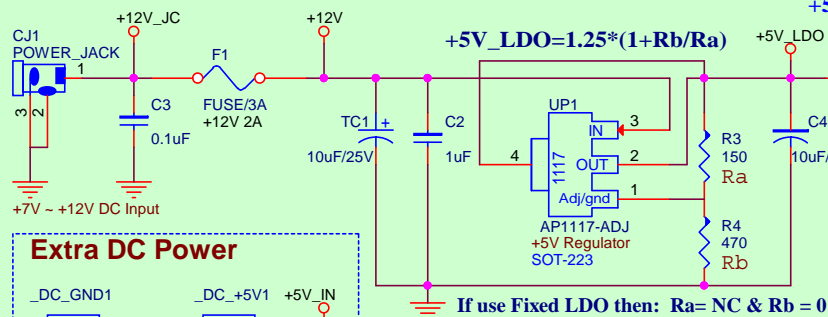 +5
+12V_JC
+12V
CJ1
POWER_JACK
F1
+5V_LDO=1.25*(1+Rb/Ra)
+5V_LDO
1
3
2
C3
0.1uF
FUSE/3A
+12V 2A
TC1
+
10uF/25V
C2
1uF
UP1
IN
3
1117
OUT
2
4
Adj/gnd
1
R3
150
Ra
C4
10uF/
AP1117-ADJ
+5V Regulator
SOT-223
R4
470
Rb
+7V ~ +12V DC Input
Extra DC Power
_DC_GND1
_DC_+5V1
+5V_IN
If use Fixed LDO then: Ra= NC & Rb = 0